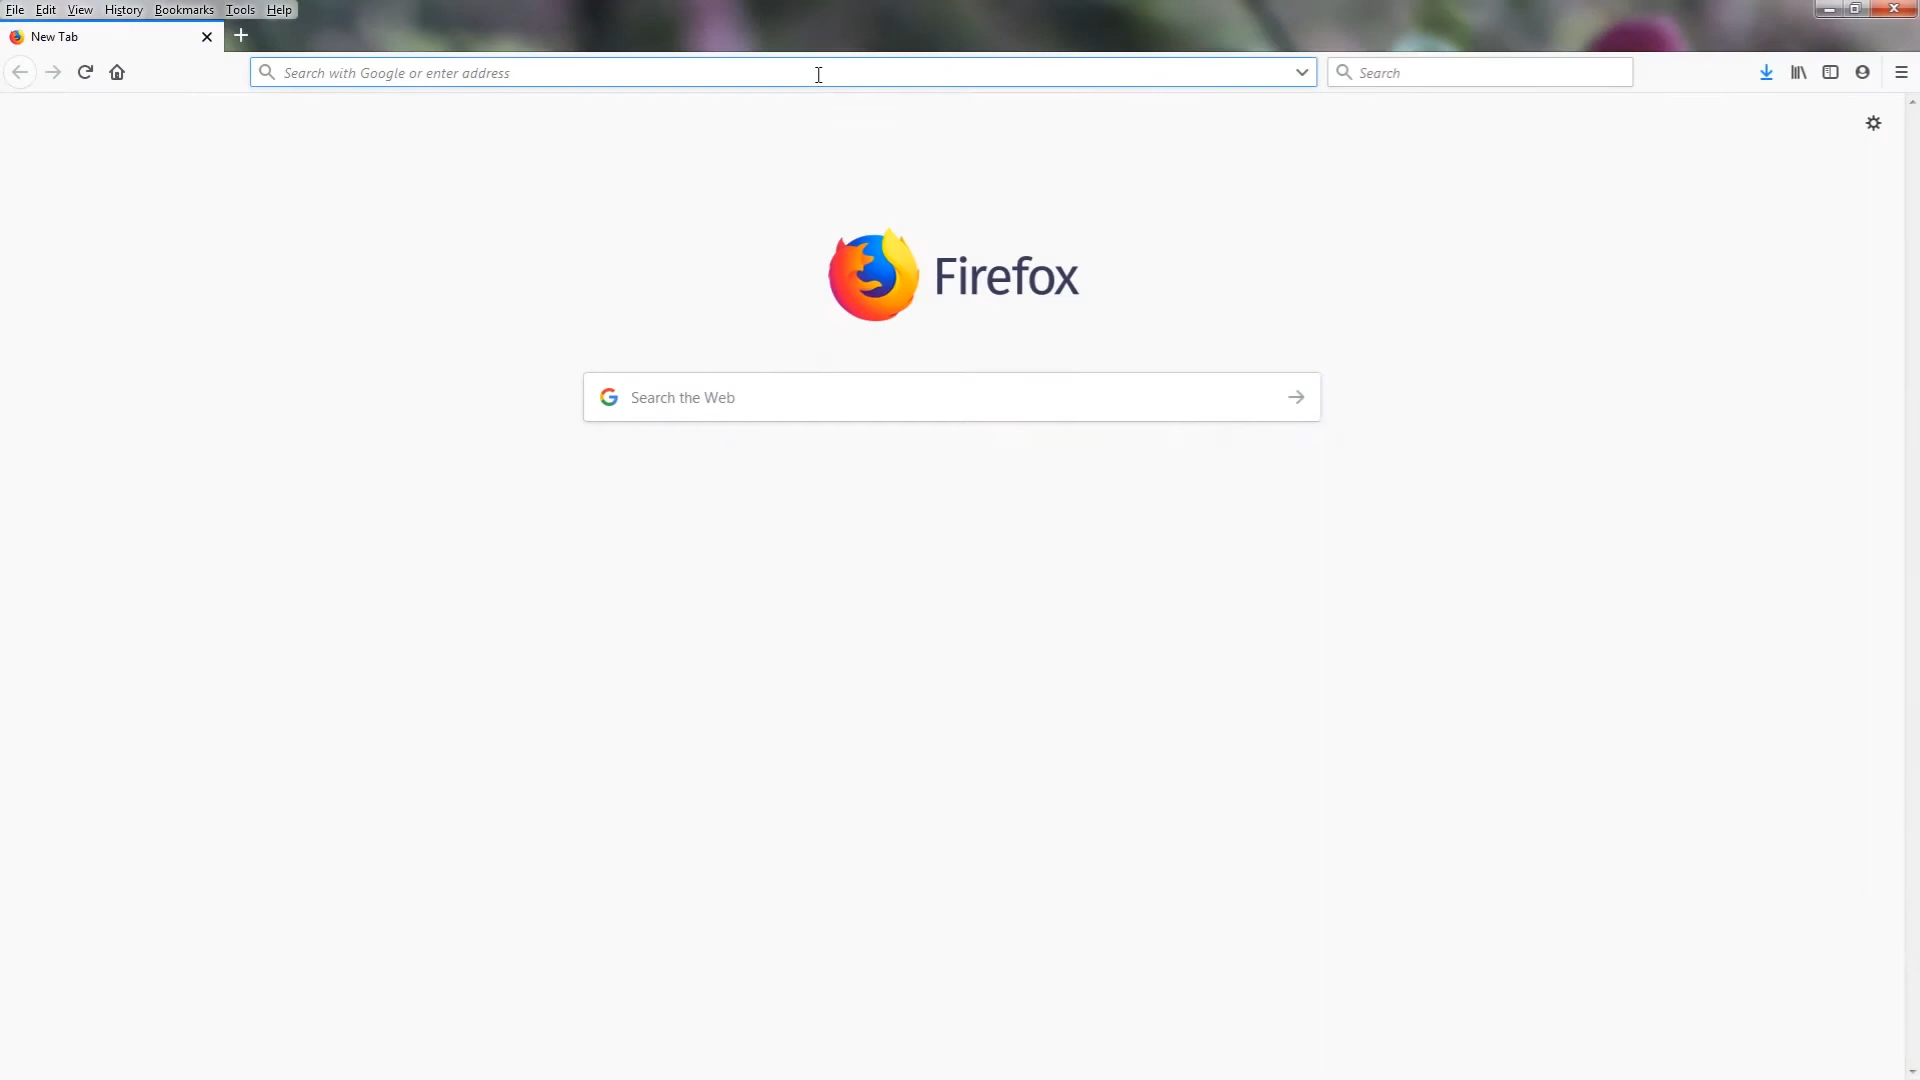 File Edit View History Bookmarks Tools Help
New Tab
Search with Google or enter address
Search
Firefox
Search the Web